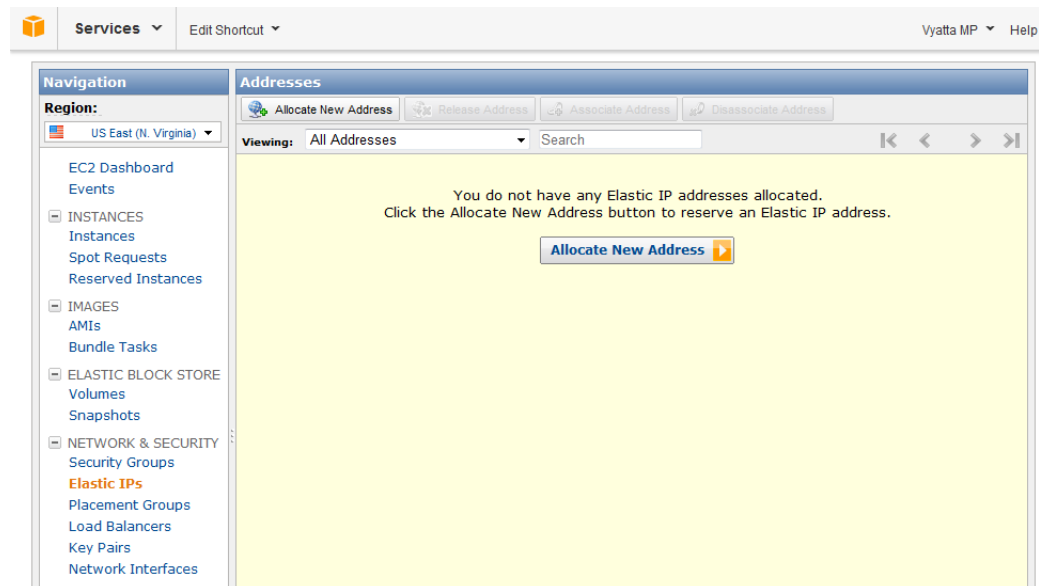 Services Edit Shortcut Vyatta MP Help
Navigation
Region:
US East (N. Virginia)
EC2 Dashboard
Events
INSTANCES
Instances
Spot Requests
Reserved Instances
IMAGES
AMIs
Bundle Tasks
ELASTIC BLOCK STORE
Volumes
Snapshots
NETWORK & SECURITY
Security Groups
Elastic IPs
Placement Groups
Load Balancers
Key Pairs
Network Interfaces
Addresses
Allocate New Address Release Address Associate Address Disassociate Address
Viewing: All Addresses Search
You do not have any Elastic IP addresses allocated.
Click the Allocate New Address button to reserve an Elastic IP address.
Allocate New Address